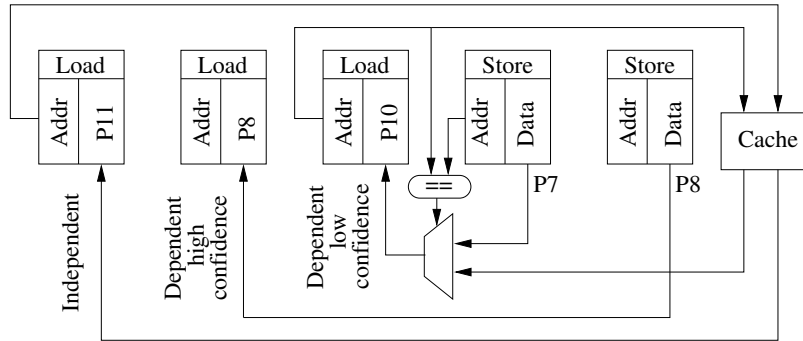 Load
Load
Load
Store
Store
Addr
P11
Addr
P8
Addr
P10
Addr
Data
Addr
Data
Cache
==
P7
P8
Independent
Dependent
high
confidence
Dependent
low
confidence